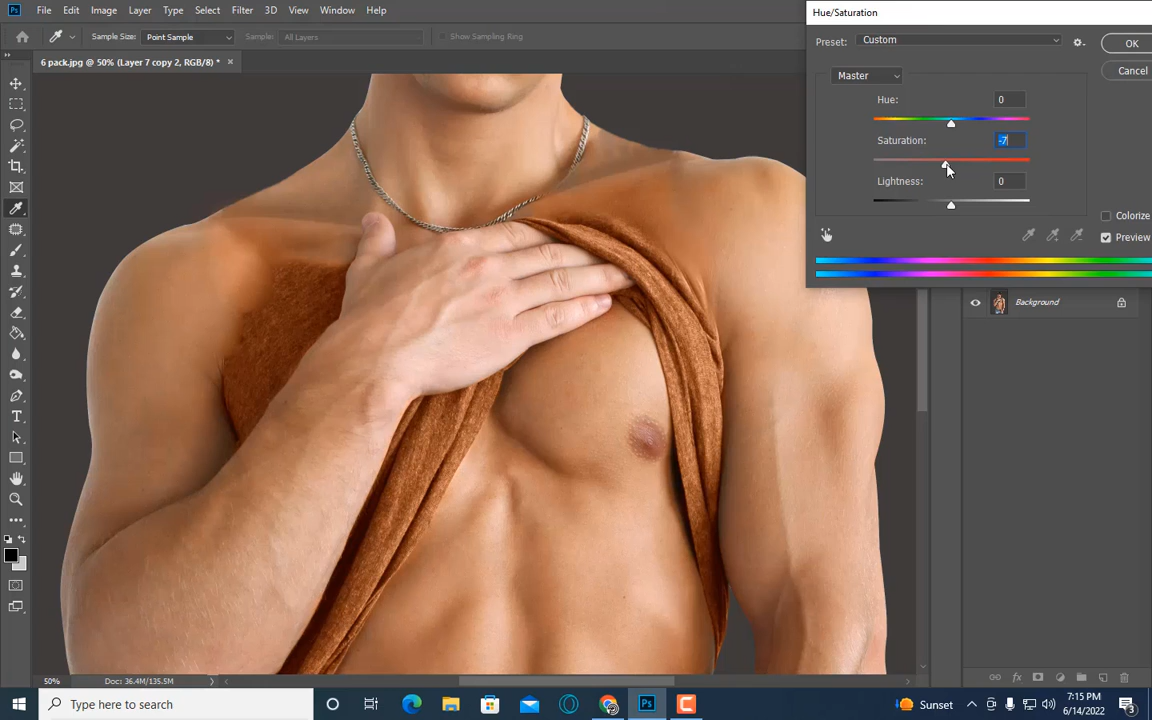 Ps File Edit Image Layer Type Select Filter 3D View Window Help
Sample Size: Point Sample Sample: All Layers Show Sampling Ring
6 pack.jpg @ 50% (Layer 7 copy 2, RGB/8) *
Hue/Saturation
Preset: Custom
OK
Cancel
Master
Hue: 0
Saturation: -7
Lightness: 0
Colorize
Preview
Background
50% Doc: 36.4M/135.5M
Type here to search
Ps
Sunset
7:15 PM
6/14/2022
3